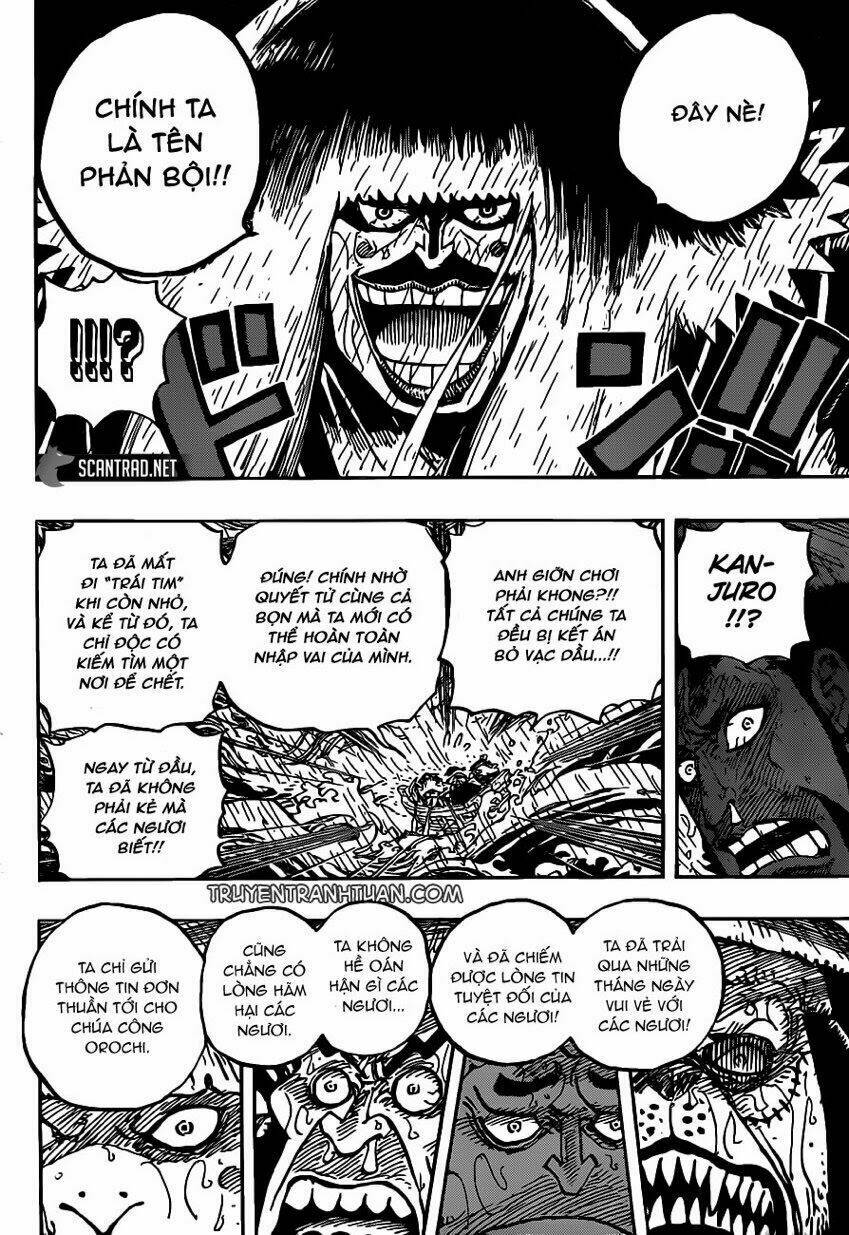 ĐÂY NÈ!
CHÍNH TA
LÀ TÊN
PHẢN BỘI!!
!!!?
ドドン
SCANTRAD.NET
KAN-
JURO
!!?
ANH GIỠN CHƠI
PHẢI KHONG?!!
TẤT CẢ CHÚNG TA
ĐỀU BỊ KẾT ÁN
BỎ VẠC DẦU...!!
ĐÚNG! CHÍNH NHỜ
QUYẾT TỬ CÙNG CẢ
BỌN MÀ TA MỚI CÓ
THỂ HOÀN TOÀN
NHẬP VAI CỦA MÌNH.
TA ĐÃ MẤT
ĐI "TRÁI TIM"
KHI CÒN NHỎ,
VÀ KỂ TỪ ĐÓ, TA
CHỈ ĐỘC CÓ
KIẾM TÌM MỘT
NƠI ĐỂ CHẾT.
NGAY TỪ ĐẦU,
TA ĐÃ KHÔNG
PHẢI KẺ MÀ
CÁC NGƯƠI
BIẾT!!
TRUYENTRANHTUAN.COM
TA ĐÃ TRẢI
QUA NHỮNG
THÁNG NGÀY
VUI VẺ VỚI
CÁC NGƯƠI!
VÀ ĐÃ CHIẾM
ĐƯỢC LÒNG TIN
TUYỆT ĐỐI CỦA
CÁC NGƯƠI!
TA KHÔNG
HỀ OÁN
HẬN GÌ CÁC
NGƯƠI...
CŨNG
CHẲNG CÓ
LÒNG HÃM
HẠI CÁC
NGƯƠI.
TA CHỈ GỬI
THÔNG TIN ĐƠN
THUẦN TỚI CHO
CHÚA CÔNG
OROCHI.